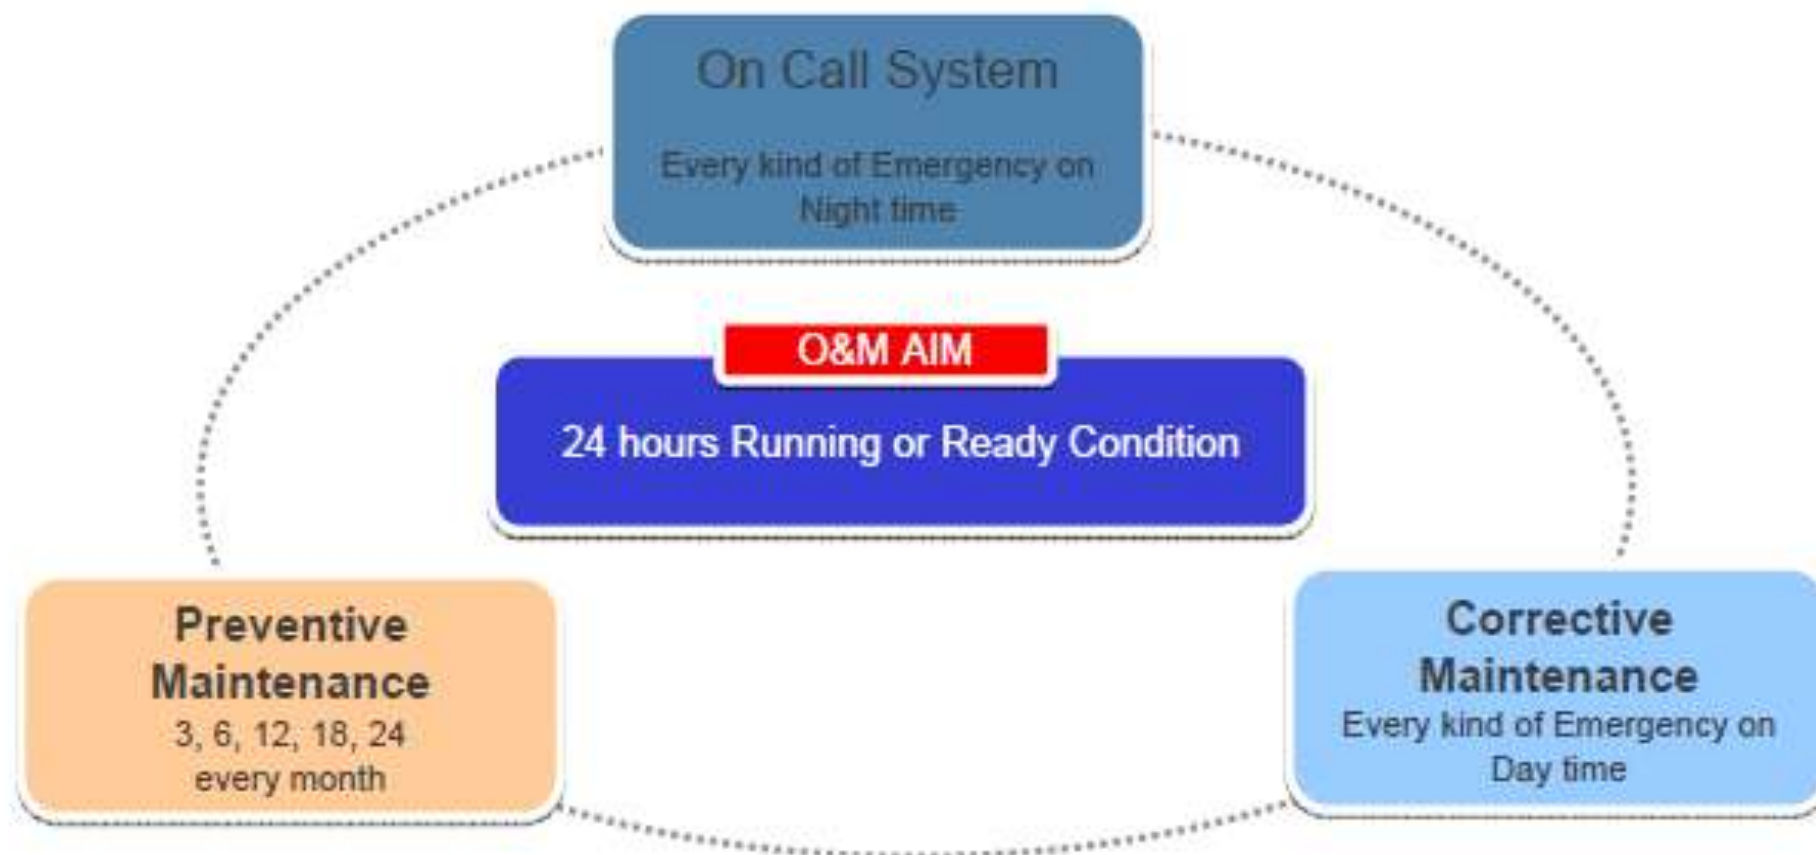 On Call System
Every kind of Emergency on
Night time
O&M AIM
24 hours Running or Ready Condition
Preventive
Maintenance
3, 6, 12, 18, 24
every month
Corrective
Maintenance
Every kind of Emergency on
Day time